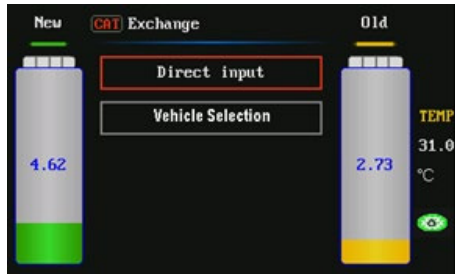 New CAT Exchange Old
Direct input
Vehicle Selection
TEMP
31.0
4.62 2.73 °C